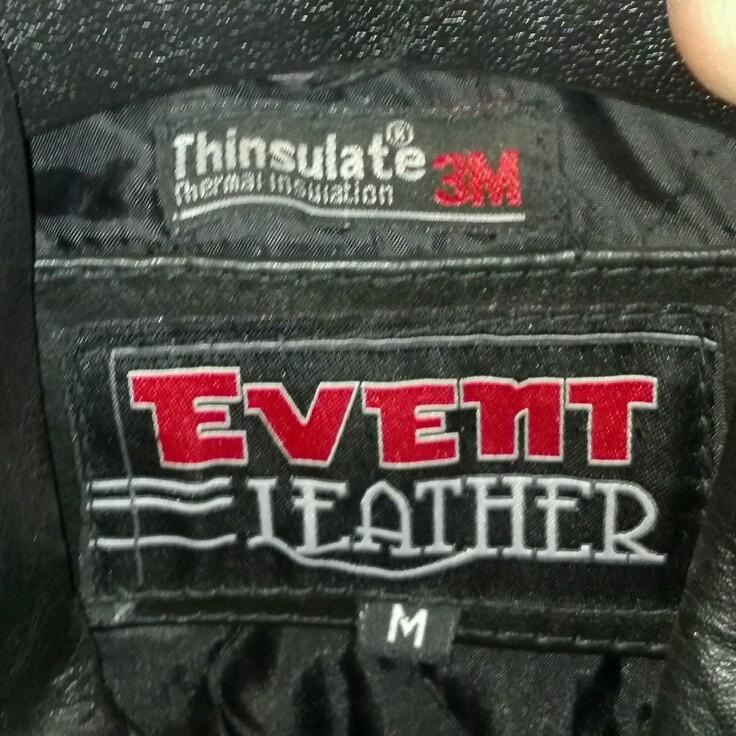 Thinsulate®
Thermal Insulation 3M
EVENT
LEATHER
M